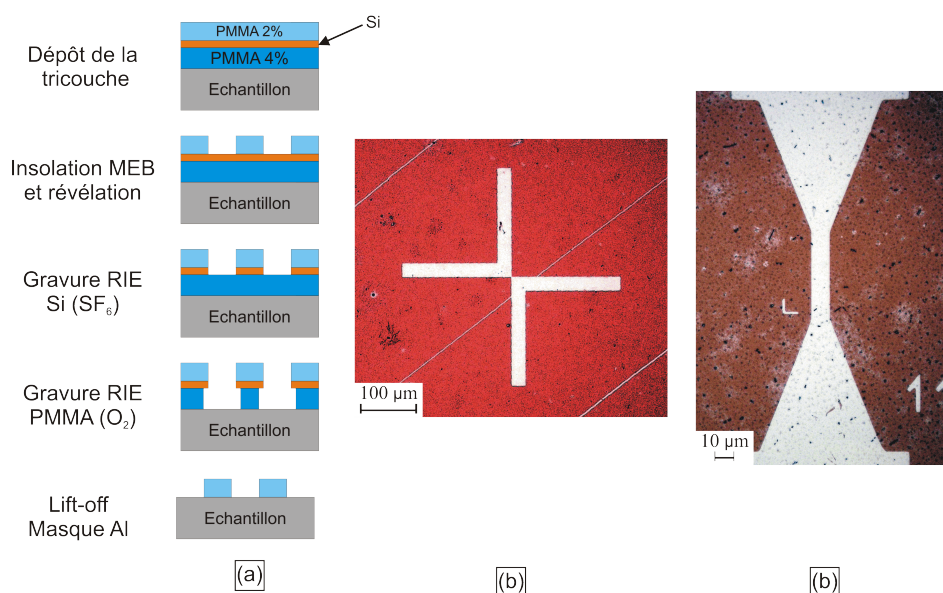 Dépôt de la
tricouche
PMMA 2%
Si
PMMA 4%
Echantillon
Insolation MEB
et révélation
Echantillon
Gravure RIE
Si (SF₆)
Echantillon
Gravure RIE
PMMA (O₂)
Echantillon
Lift-off
Masque Al
Echantillon
(a)
100 µm
(b)
L
11
10 µm
(b)